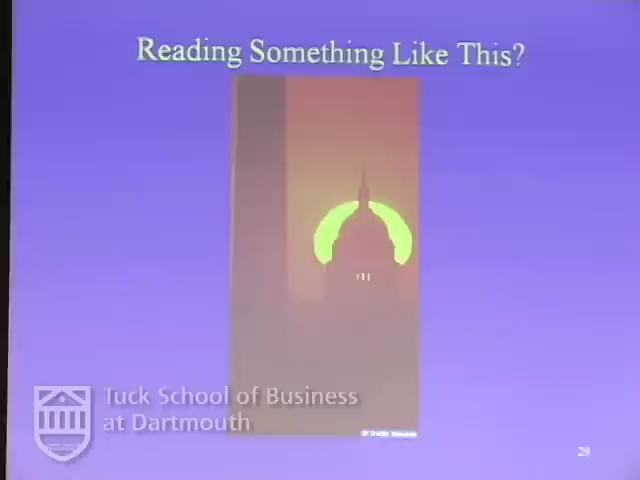 Reading Something Like This?
Tuck School of Business
at Dartmouth
29